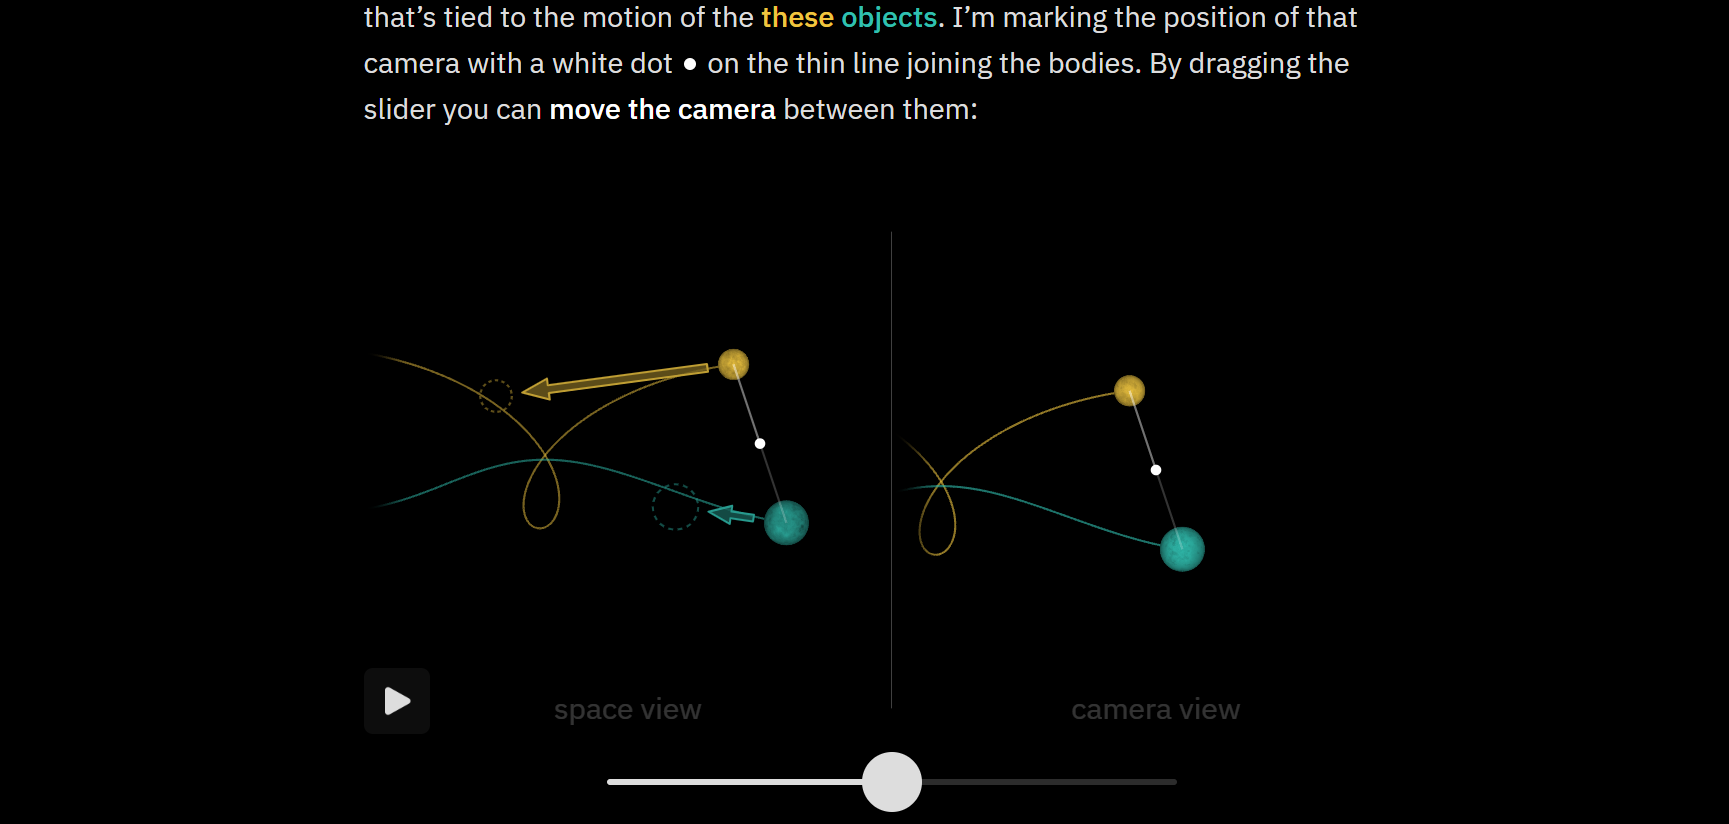 that’s tied to the motion of the these objects. I’m marking the position of that
camera with a white dot on the thin line joining the bodies. By dragging the
slider you can move the camera between them:
space view
camera view